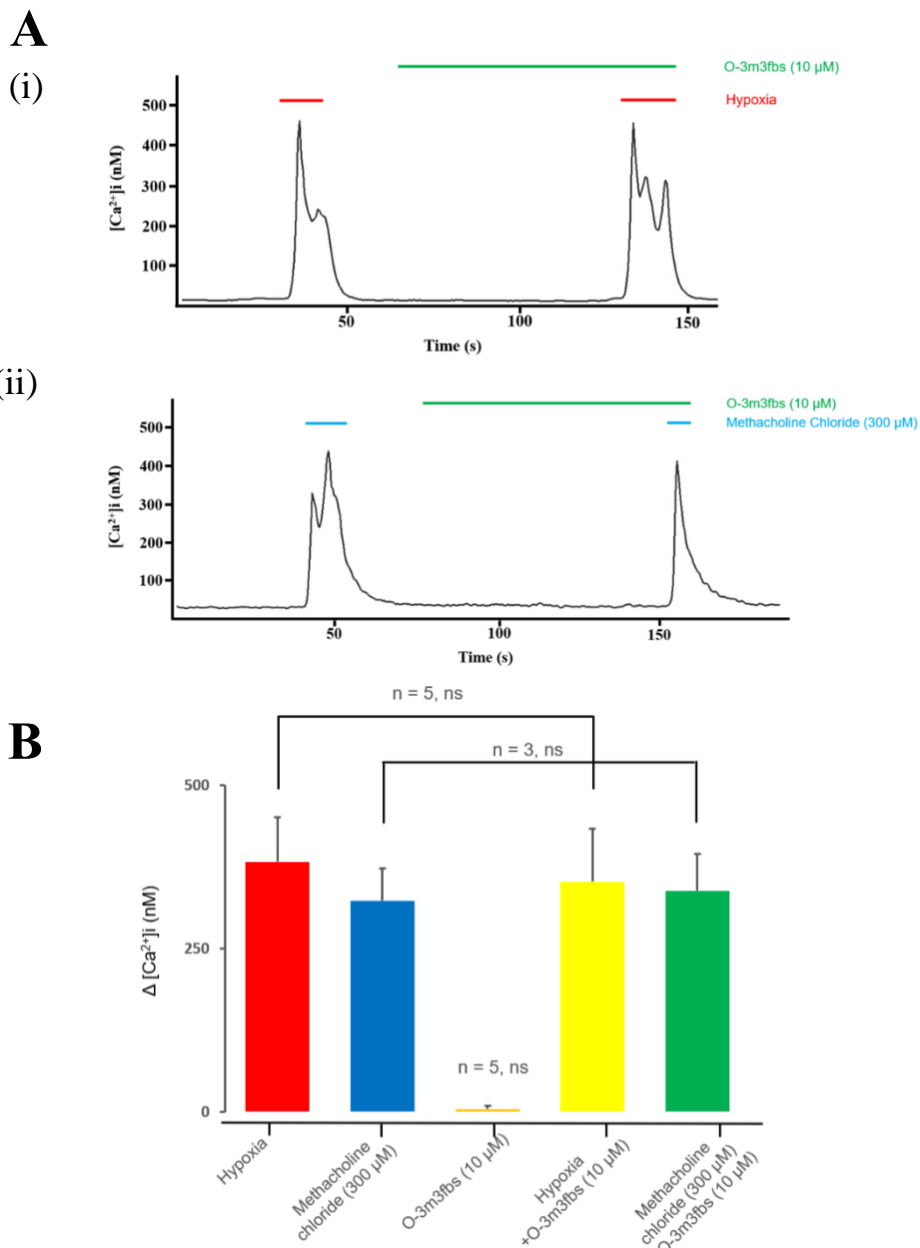 A
(i)
O-3m3fbs (10 µM)
Hypoxia
500
400
300
200
100
[Ca²⁺]i (nM)
50
100
150
Time (s)
(ii)
O-3m3fbs (10 µM)
Methacholine Chloride (300 µM)
500
400
300
200
100
[Ca²⁺]i (nM)
50
100
150
Time (s)
B
n = 5, ns
n = 3, ns
500
250
0
Δ [Ca²⁺]i (nM)
n = 5, ns
Hypoxia
Methacholine
chloride (300 µM)
O-3m3fbs (10 µM)
Hypoxia
+O-3m3fbs (10 µM)
Methacholine
chloride (300 µM)
O-3m3fbs (10 µM)